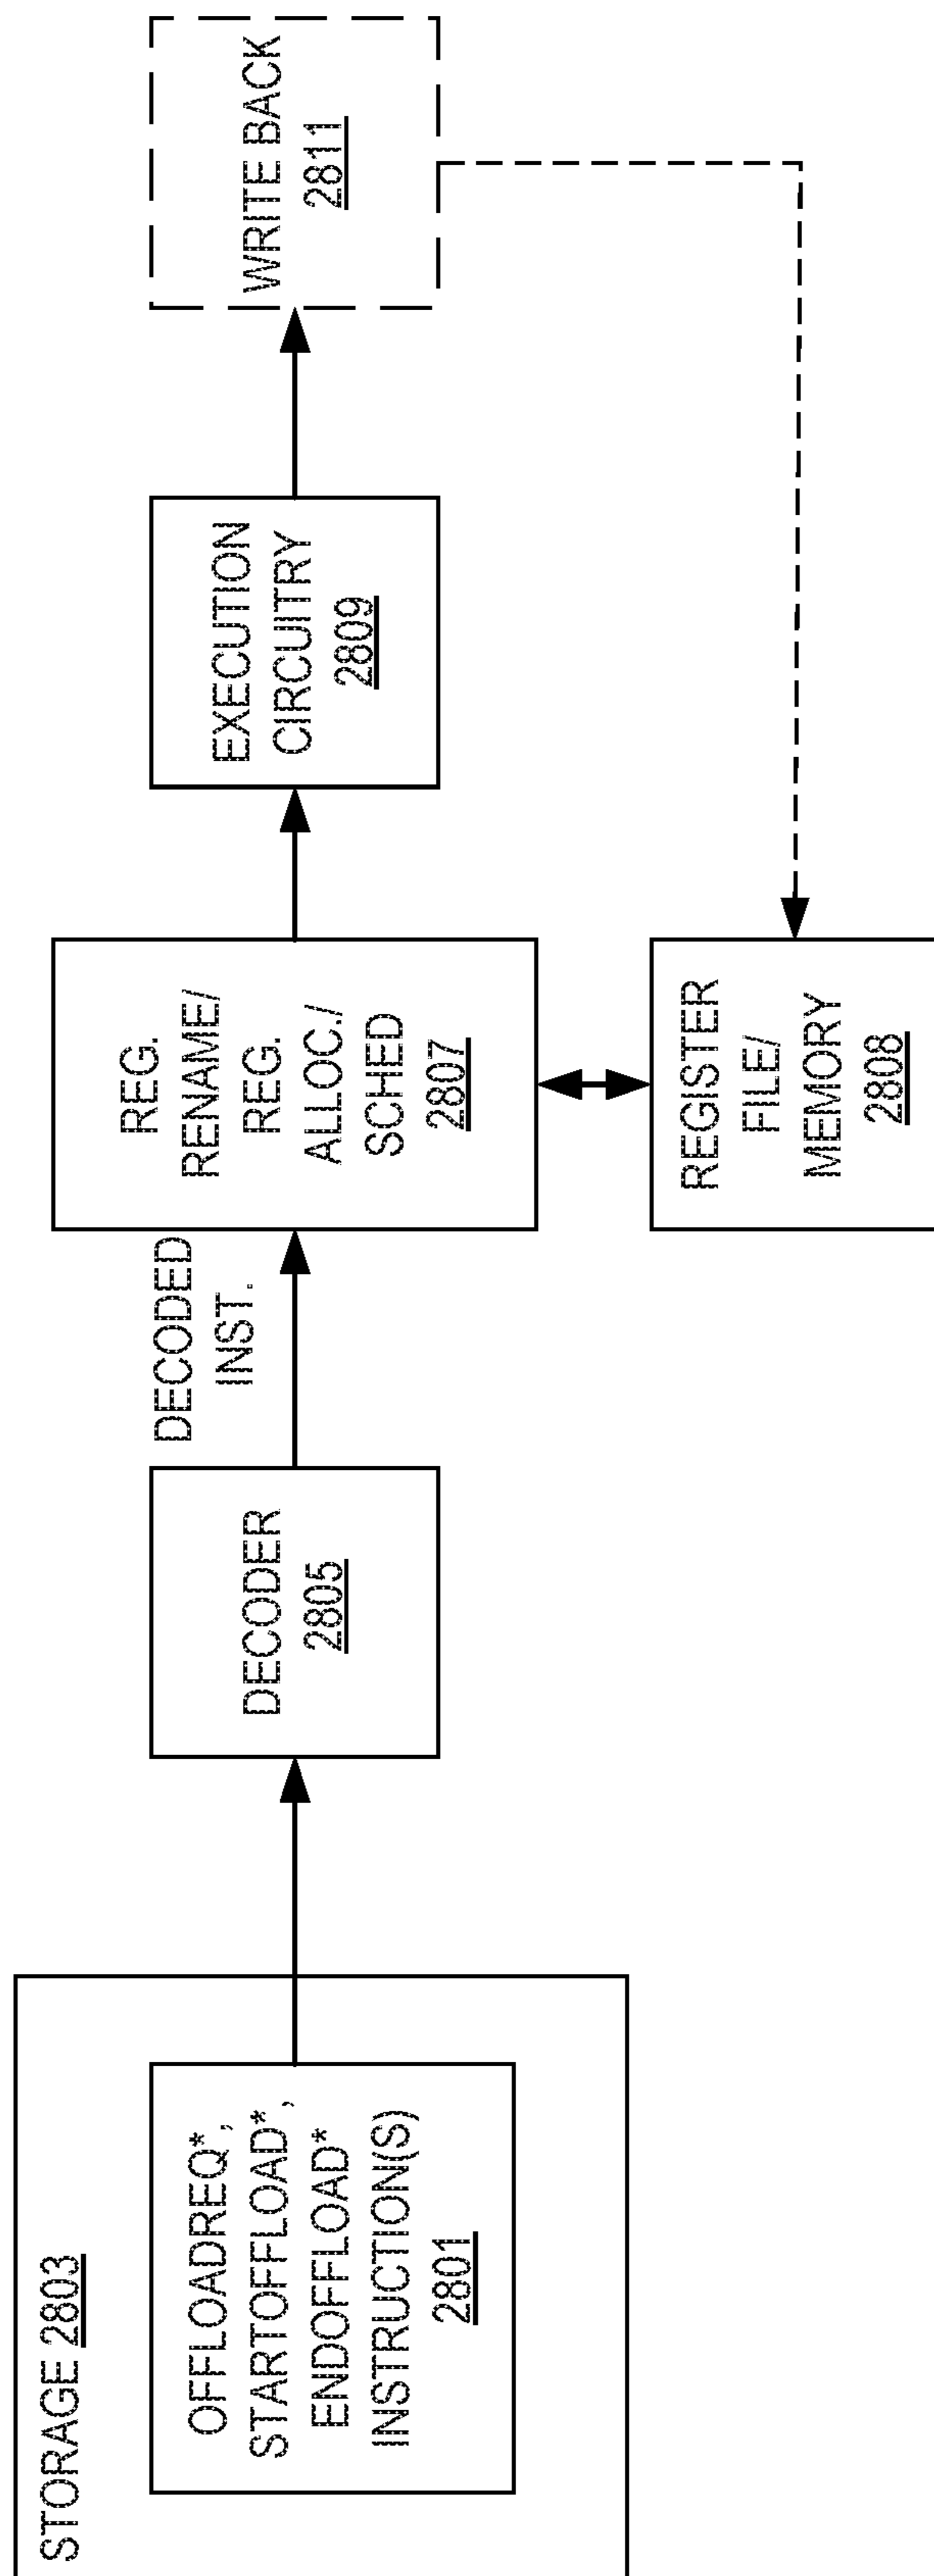 STORAGE 2803
OFFLOADREQ*,
STARTOFFLOAD*,
ENDOFFLOAD*
INSTRUCTION(S)
2801
DECODER
2805
DECODED
INST.
REG.
RENAME/
REG.
ALLOC./
SCHED
2807
REGISTER
FILE/
MEMORY
2808
EXECUTION
CIRCUITRY
2809
WRITE BACK
2811